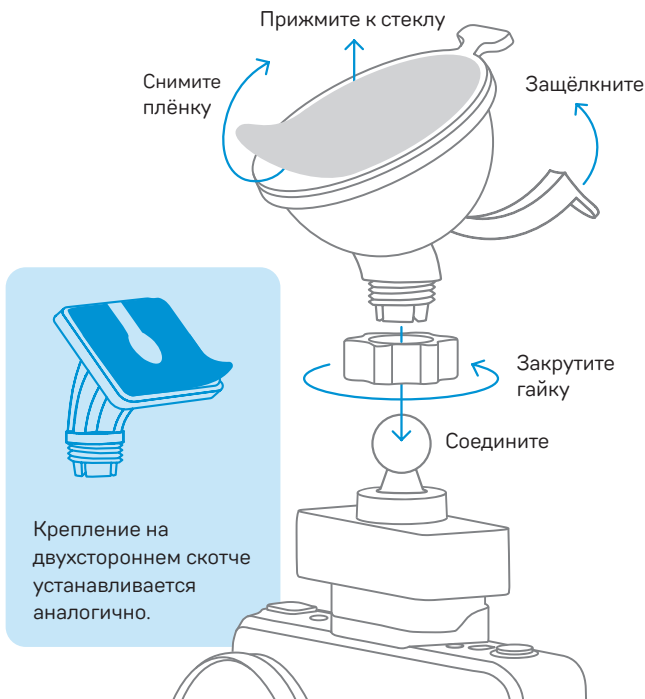 Прижмите к стеклу
Снимите
плёнку
Защёлкните
Закрутите
гайку
Соедините
Крепление на
двухстороннем скотче
устанавливается
аналогично.